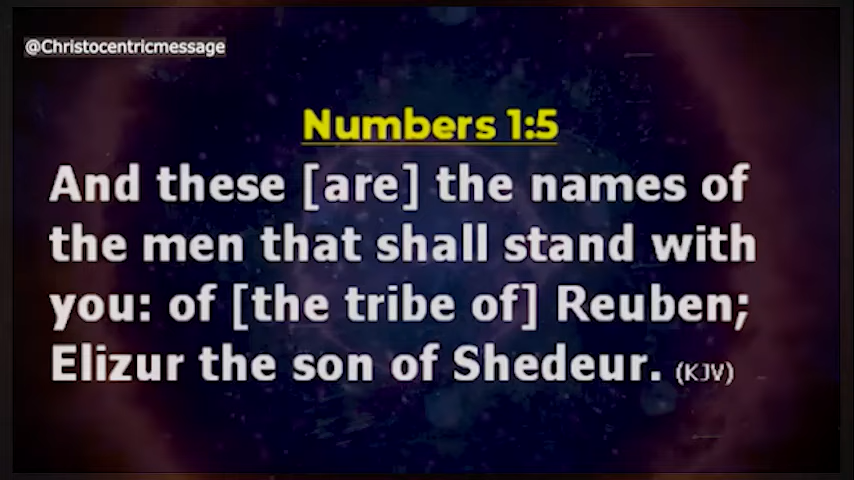 @Christocentricmessage
Numbers 1:5
And these [are] the names of
the men that shall stand with
you: of [the tribe of] Reuben;
Elizur the son of Shedeur. (KJV)